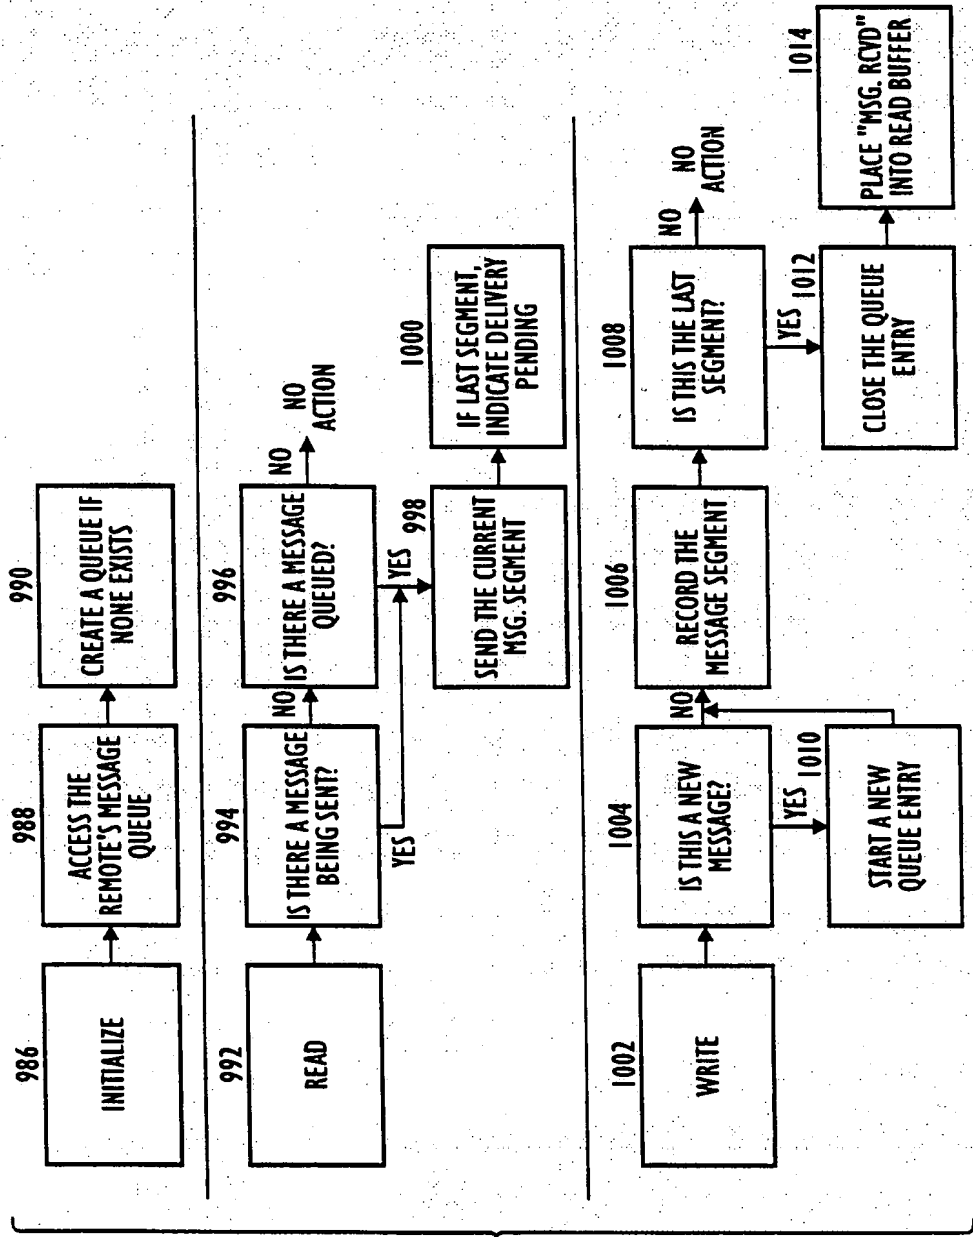 986
INITIALIZE
988
ACCESS THE
REMOTE'S MESSAGE
QUEUE
990
CREATE A QUEUE IF
NONE EXISTS
992
READ
994
IS THERE A MESSAGE
BEING SENT?
NO
YES
996
IS THERE A MESSAGE
QUEUED?
NO
NO
ACTION
YES
998
SEND THE CURRENT
MSG. SEGMENT
1000
IF LAST SEGMENT,
INDICATE DELIVERY
PENDING
1002
WRITE
1004
IS THIS A NEW
MESSAGE?
NO
YES
1010
START A NEW
QUEUE ENTRY
1006
RECORD THE
MESSAGE SEGMENT
1008
IS THIS THE LAST
SEGMENT?
NO
NO
ACTION
YES
1012
CLOSE THE QUEUE
ENTRY
1014
PLACE "MSG. RCVD"
INTO READ BUFFER